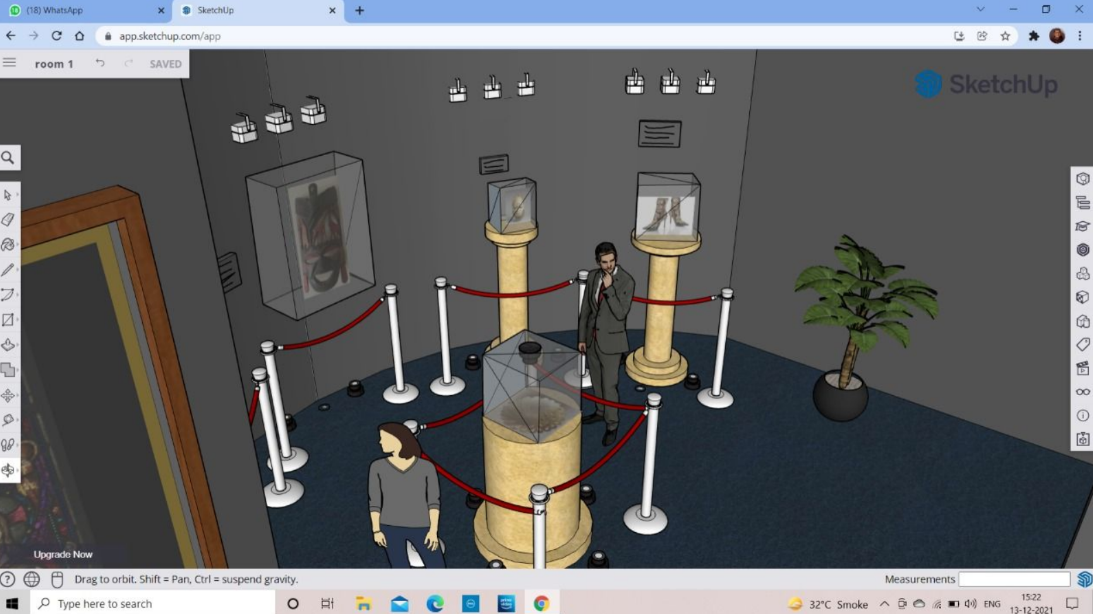 (18) WhatsApp
SketchUp
app.sketchup.com/app
room 1
SAVED
SketchUp
Upgrade Now
Drag to orbit. Shift = Pan, Ctrl = suspend gravity.
Measurements
Type here to search
32°C Smoke
ENG
15:22
13-12-2021